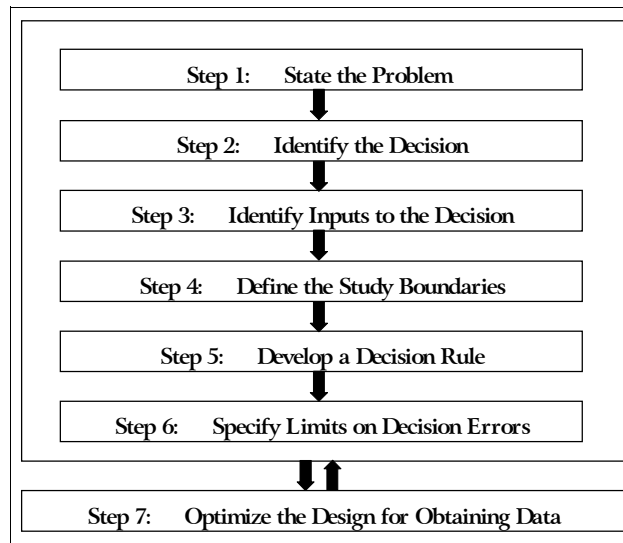 Step 1: State the Problem
Step 2: Identify the Decision
Step 3: Identify Inputs to the Decision
Step 4: Define the Study Boundaries
Step 5: Develop a Decision Rule
Step 6: Specify Limits on Decision Errors
Step 7: Optimize the Design for Obtaining Data